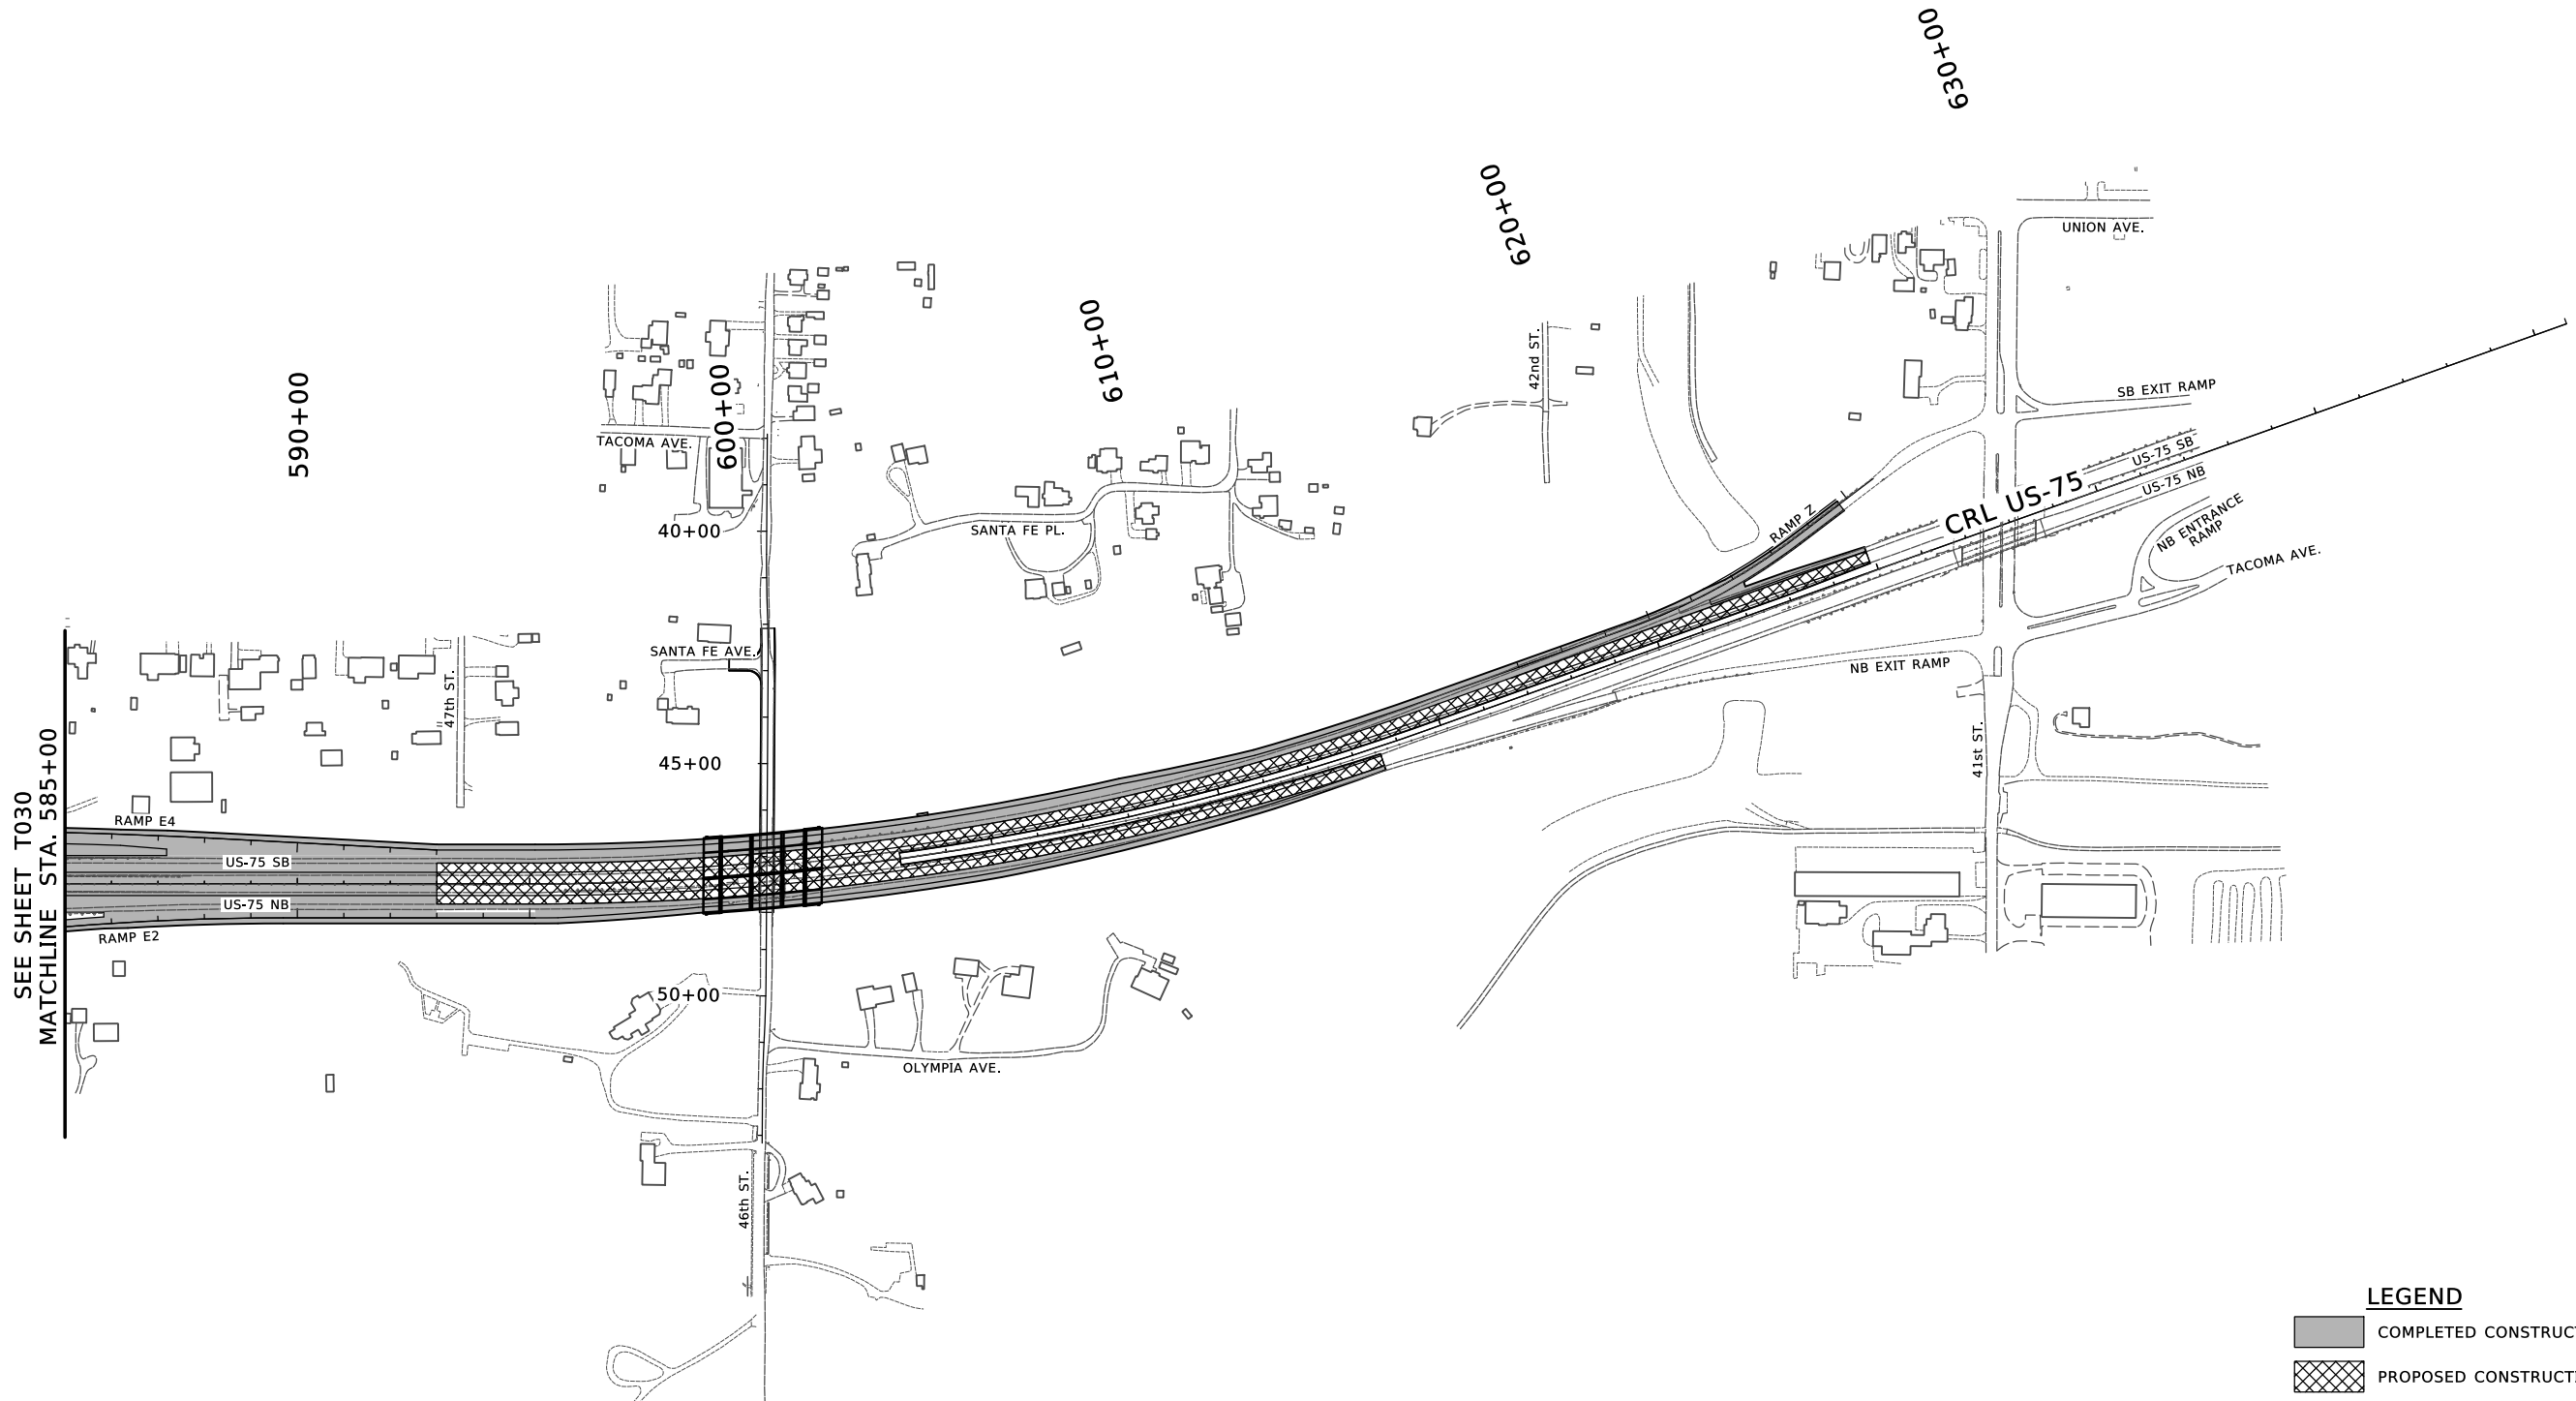 630+00
620+00
UNION AVE.
610+00
590+00
600+00
42nd ST.
SB EXIT RAMP
TACOMA AVE.
US-75 SB
US-75 NB
CRL US-75
NB ENTRANCE
RAMP
TACOMA AVE.
RAMP Z
40+00
SANTA FE PL.
SANTA FE AVE.
NB EXIT RAMP
47th ST.
41st ST.
45+00
SEE SHEET T030
MATCHLINE STA. 585+00
RAMP E4
US-75 SB
US-75 NB
RAMP E2
50+00
OLYMPIA AVE.
46th ST.
LEGEND
COMPLETED CONSTRUC
PROPOSED CONSTRUCT